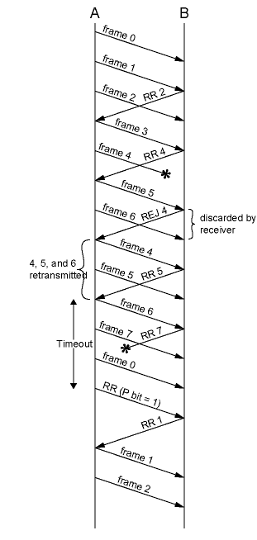 A B
frame 0
frame 1
frame 2 RR 2
frame 3
frame 4 RR 4
*
frame 5
frame 6 REJ 4
discarded by
receiver
frame 4
4, 5, and 6
retransmitted
frame 5 RR 5
frame 6
frame 7 RR 7
*
Timeout
frame 0
RR (P bit = 1)
RR 1
frame 1
frame 2